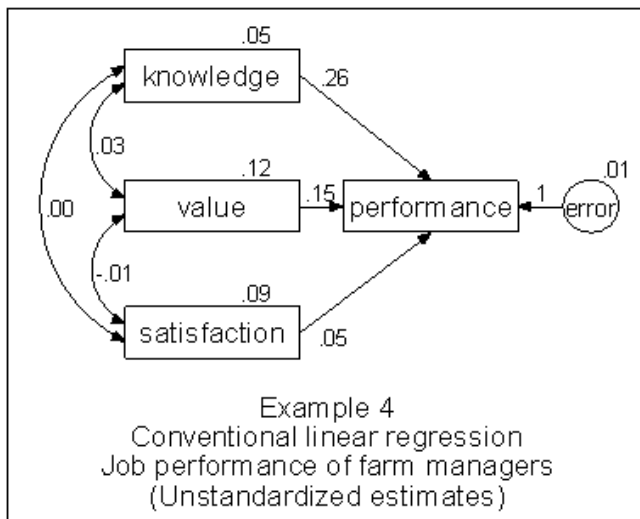 .05
knowledge
.26
.03
.12
.01
.00
value
.15
performance
1
error
-.01
.09
satisfaction
.05
Example 4
Conventional linear regression
Job performance of farm managers
(Unstandardized estimates)